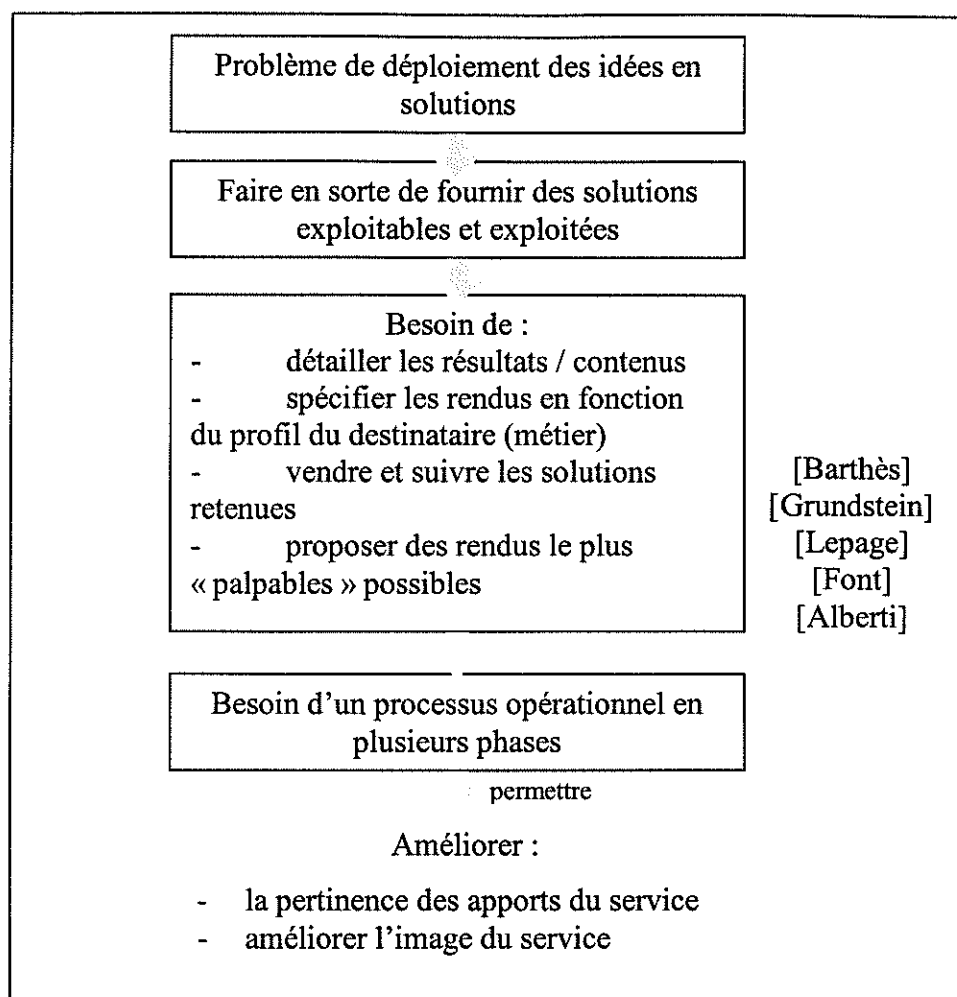 Problème de déploiement des idées en
solutions
Faire en sorte de fournir des solutions
exploitables et exploitées
Besoin de :
- détailler les résultats / contenus
- spécifier les rendus en fonction
du profil du destinataire (métier)
- vendre et suivre les solutions
retenues
- proposer des rendus le plus
« palpables » possibles
[Barthès]
[Grundstein]
[Lepage]
[Font]
[Alberti]
Besoin d’un processus opérationnel en
plusieurs phases
permettre
Améliorer :
- la pertinence des apports du service
- améliorer l’image du service